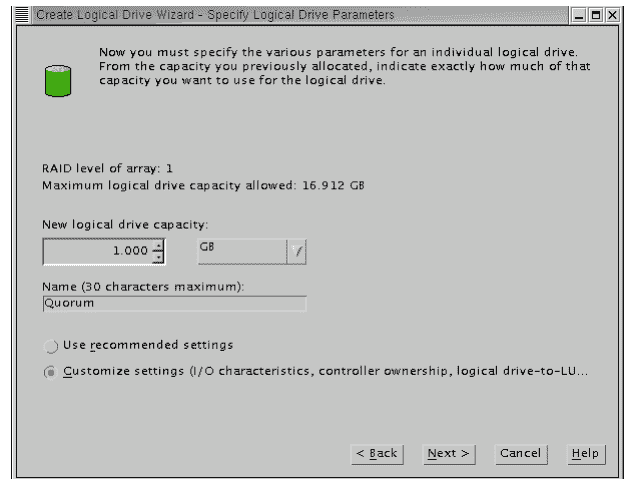 Create Logical Drive Wizard - Specify Logical Drive Parameters
Now you must specify the various parameters for an individual logical drive.
From the capacity you previously allocated, indicate exactly how much of that
capacity you want to use for the logical drive.
RAID level of array: 1
Maximum logical drive capacity allowed: 16.912 GB
New logical drive capacity:
1.000 GB
Name (30 characters maximum):
Quorum
Use recommended settings
Customize settings (I/O characteristics, controller ownership, logical drive-to-LU...
< Back Next > Cancel Help